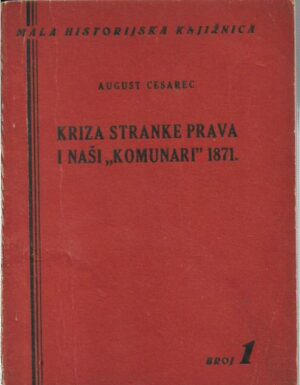 MALA HISTORIJSKA KNJIŽNICA
AUGUST CESAREC
KRIZA STRANKE PRAVA
I NAŠI „KOMUNARI” 1871.
BROJ 1